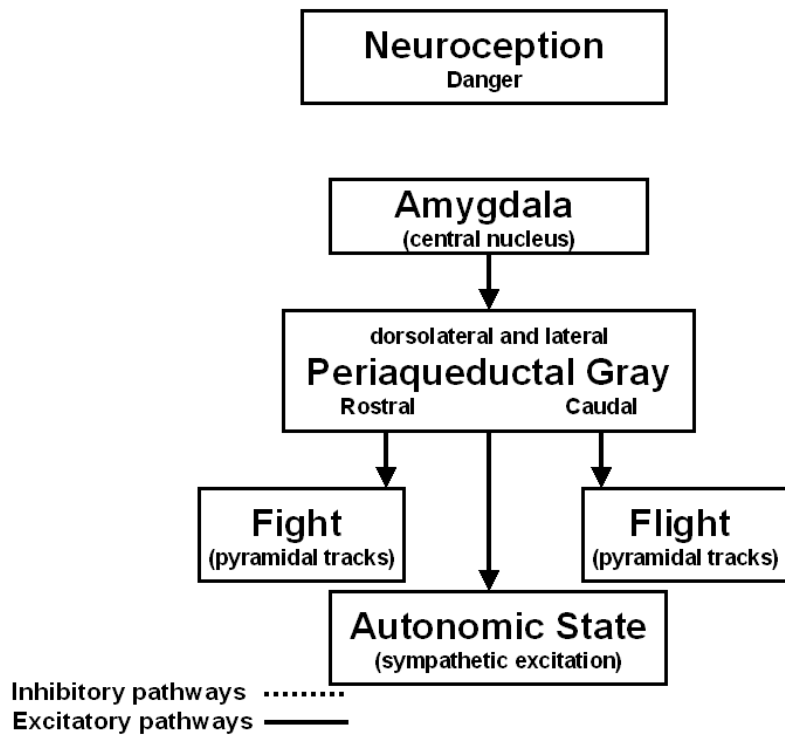 Neuroception
Danger
Amygdala
(central nucleus)
dorsolateral and lateral
Periaqueductal Gray
Rostral Caudal
Fight
(pyramidal tracks)
Flight
(pyramidal tracks)
Autonomic State
(sympathetic excitation)
Inhibitory pathways
Excitatory pathways